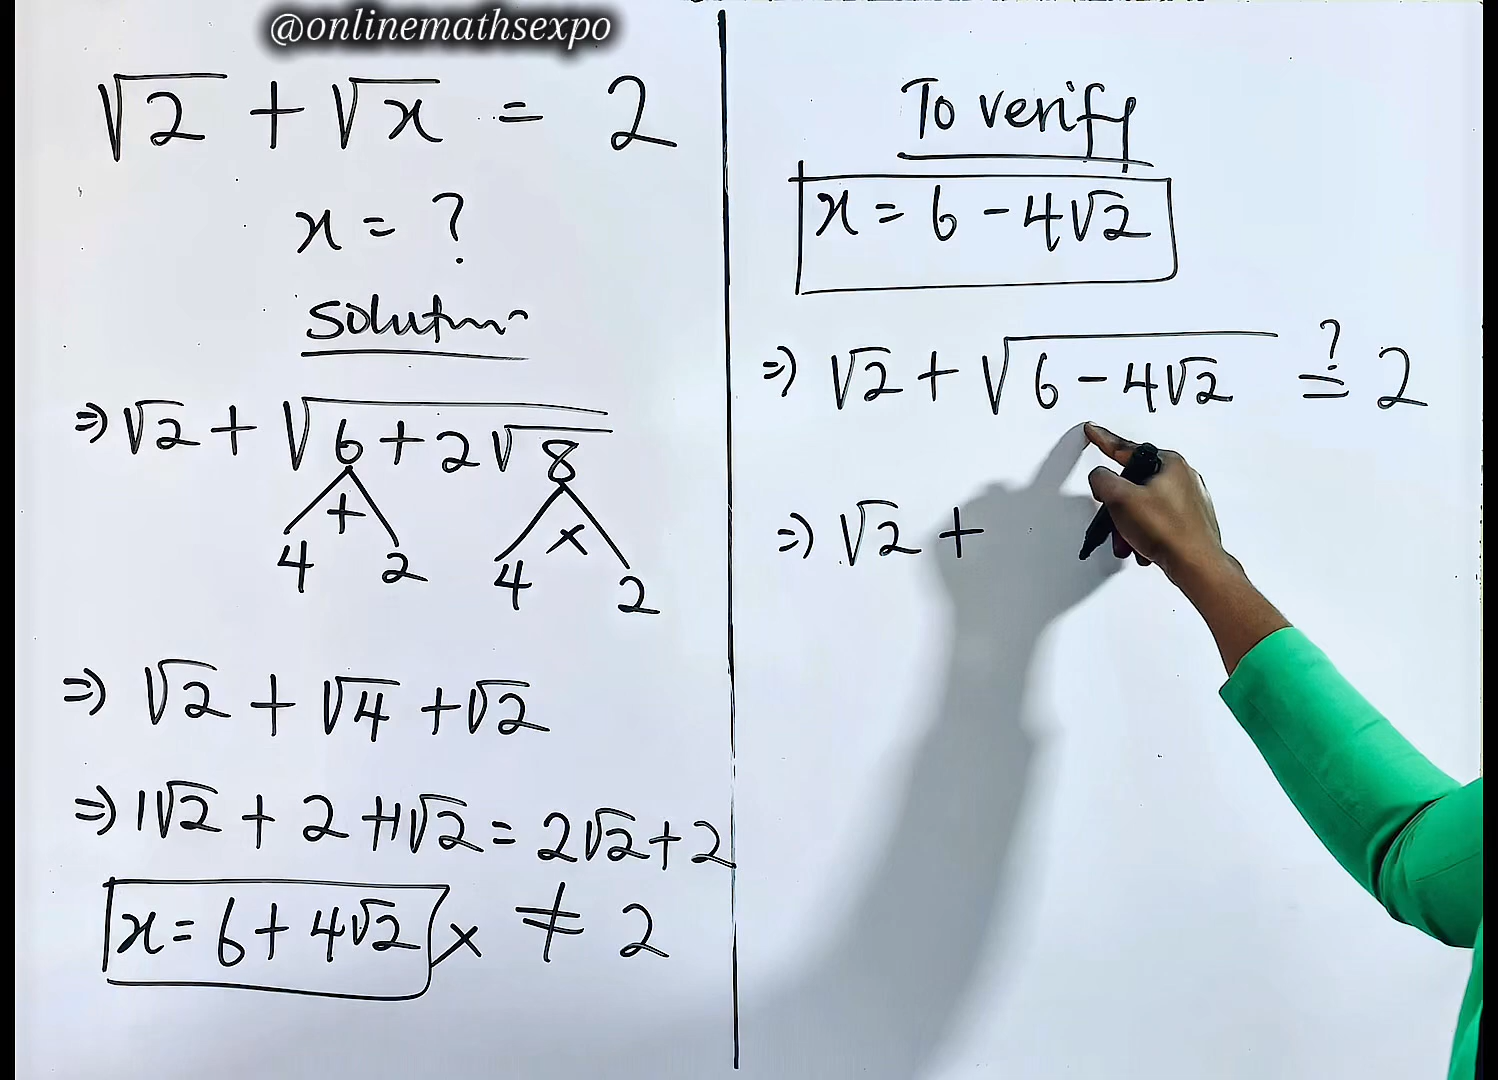 @onlinemathsexpo
√2 + √x = 2
x = ?
Solution
⇒ √2 + √(6 + 2√8)
+ ×
4 2 4 2
⇒ √2 + √4 + √2
⇒ 1√2 + 2 + 1√2 = 2√2 + 2
x = 6 + 4√2 × ≠ 2
To verify
x = 6 - 4√2
⇒ √2 + √(6 - 4√2) ≟ 2
⇒ √2 +